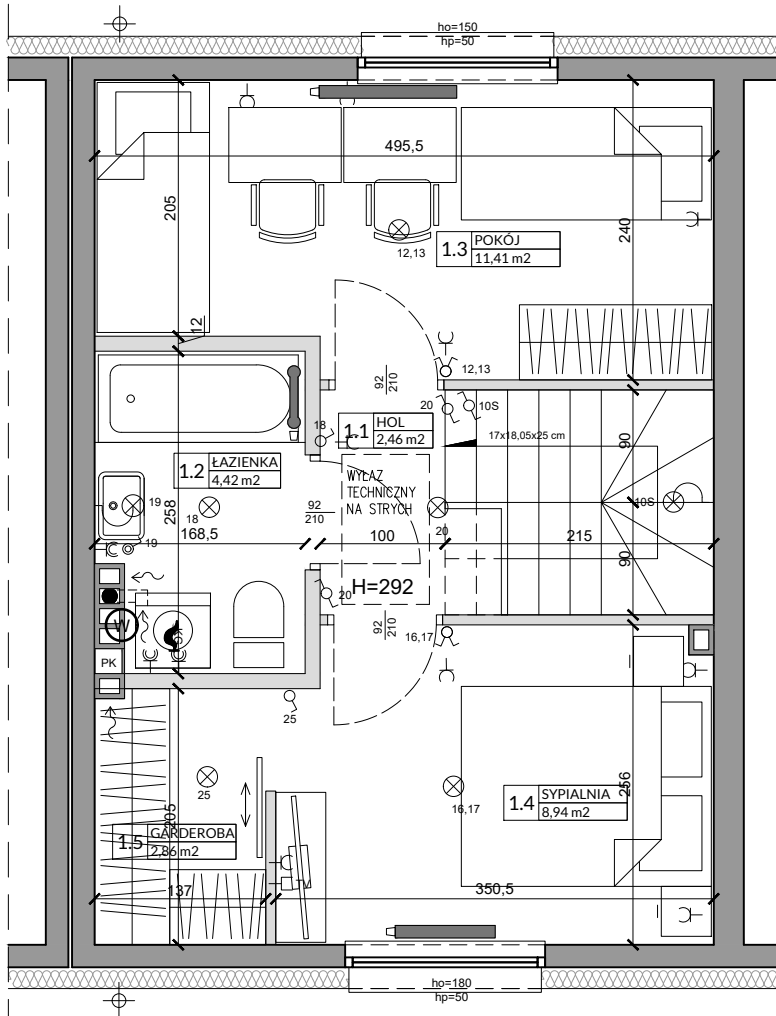 ho=150
hp=50
495,5
205
240
12,13
1.3 POKÓJ
11,41 m2
12
92
210
12,13
20
10S
18
1.1 HOL
2,46 m2
17x18,05x25 cm
90
1.2 ŁAZIENKA
4,42 m2
WYŁAZ
TECHNICZNY
NA STRYCH
19
18
258
92
210
20
10S
168,5
100
215
19
90
H=292
20
W
92
210
16,17
PK
25
25
16,17
256
1.4 SYPIALNIA
8,94 m2
205
1.5 GARDEROBA
2,86 m2
TV
137
350,5
ho=180
hp=50